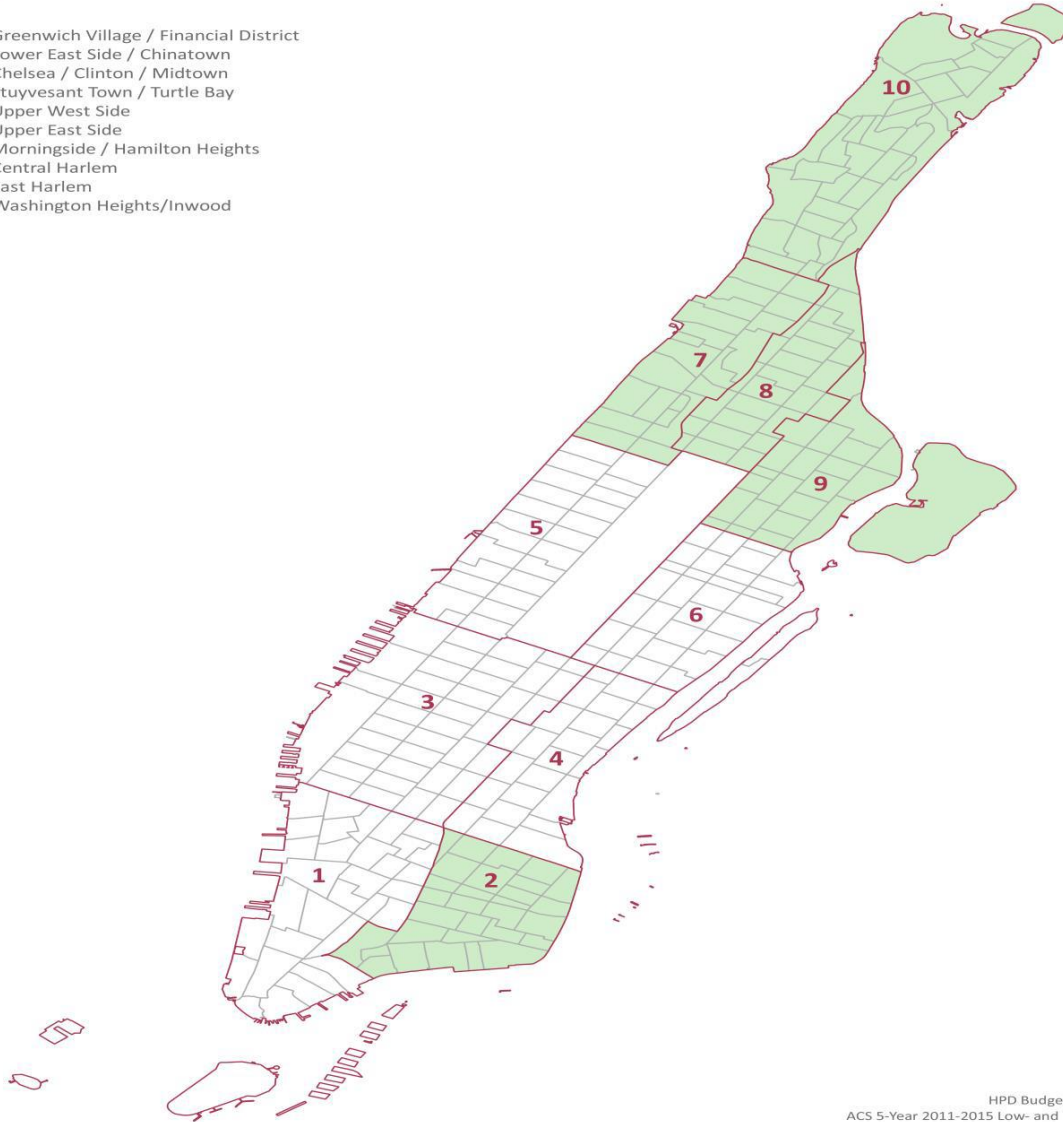 Greenwich Village / Financial District
ower East Side / Chinatown
Chelsea / Clinton / Midtown
tuyvesant Town / Turtle Bay
Upper West Side
Upper East Side
Morningside / Hamilton Heights
Central Harlem
ast Harlem
Washington Heights/Inwood
10
7
8
9
5
6
3
4
2
1
HPD Budge
ACS 5-Year 2011-2015 Low- and